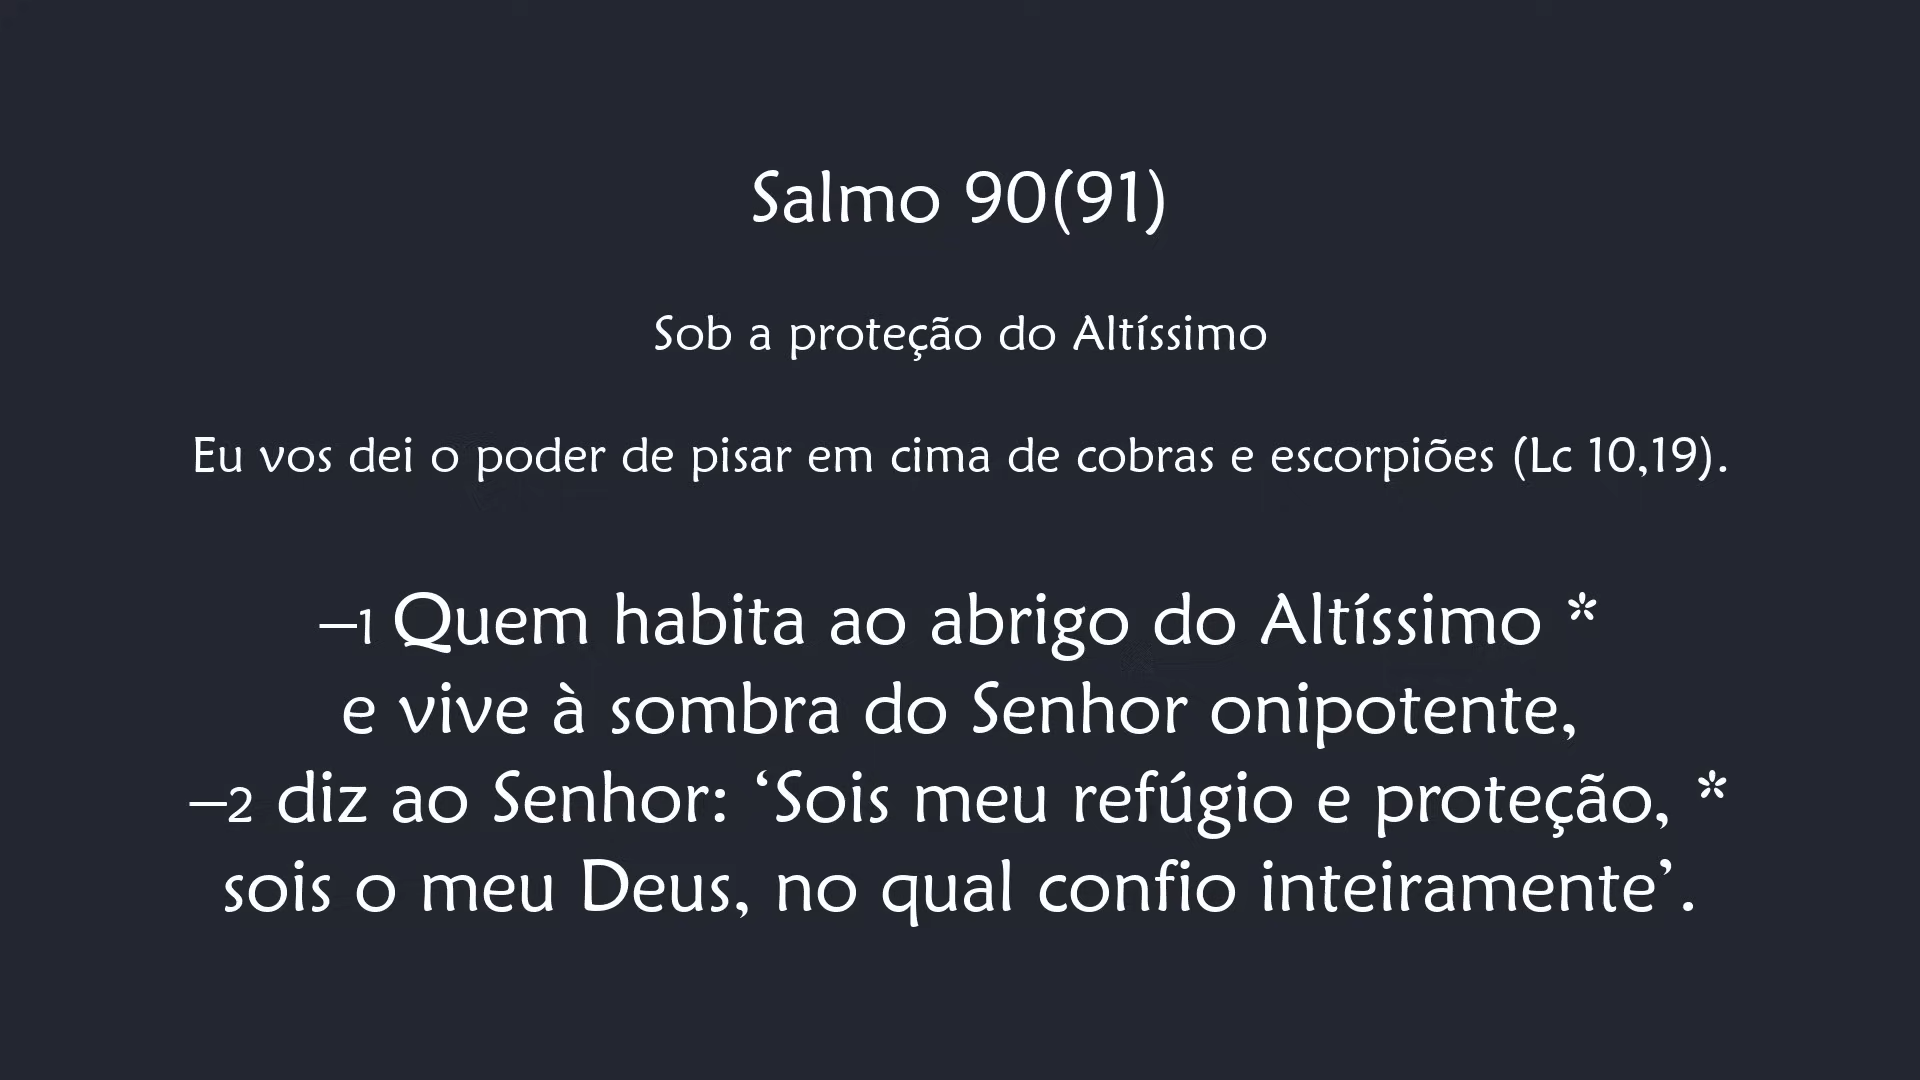 Salmo 90(91)
Sob a proteção do Altíssimo
Eu vos dei o poder de pisar em cima de cobras e escorpiões (Lc 10,19).
–1 Quem habita ao abrigo do Altíssimo *
e vive à sombra do Senhor onipotente,
–2 diz ao Senhor: ‘Sois meu refúgio e proteção, *
sois o meu Deus, no qual confio inteiramente’.